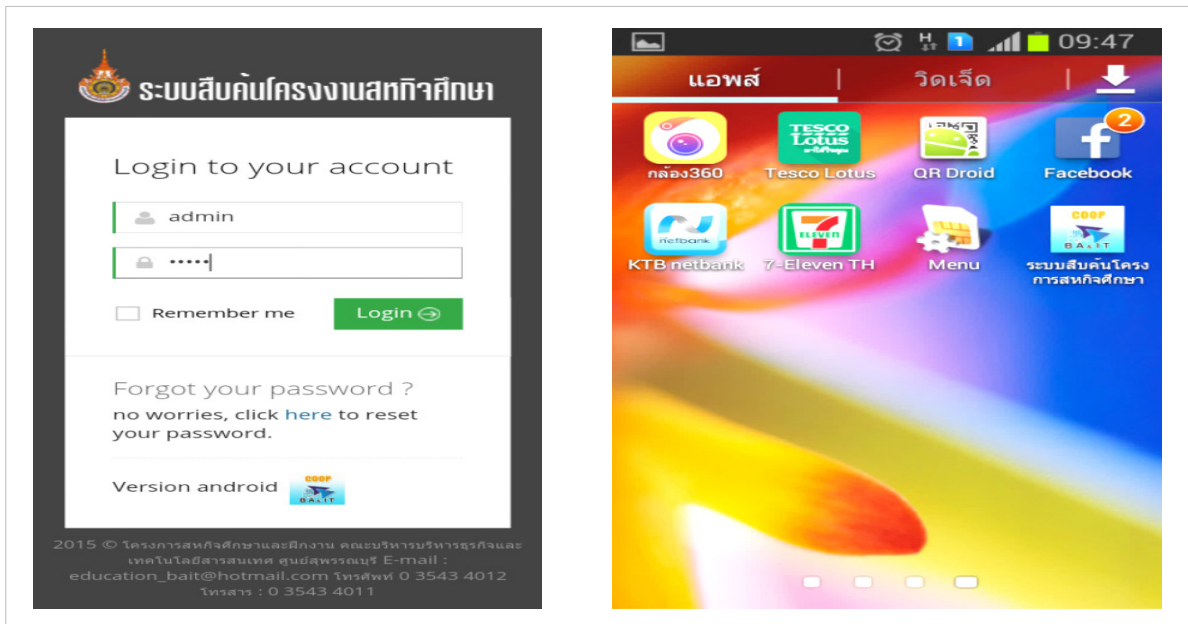 ระบบสืบค้นโครงงานสหกิจศึกษา
Login to your account
admin
Remember me
Login
Forgot your password ?
no worries, click here to reset
your password.
Version android
COOP
BA&IT
2015 © โครงการสหกิจศึกษาและฝึกงาน คณะบริหารบริหารธุรกิจและ
เทคโนโลยีสารสนเทศ ศูนย์สุพรรณบุรี E-mail :
education_bait@hotmail.com โทรศัพท์ 0 3543 4012
โทรสาร : 0 3543 4011
H 1 09:47
แอพส์ | วิดเจ็ต |
TESCO
Lotus
2
f
กล้อง360 Tesco Lotus QR Droid Facebook
netbank
7
ELEVEN
COOP
BA&IT
KTB netbank 7-Eleven TH Menu ระบบสืบค้นโครง
การสหกิจศึกษา